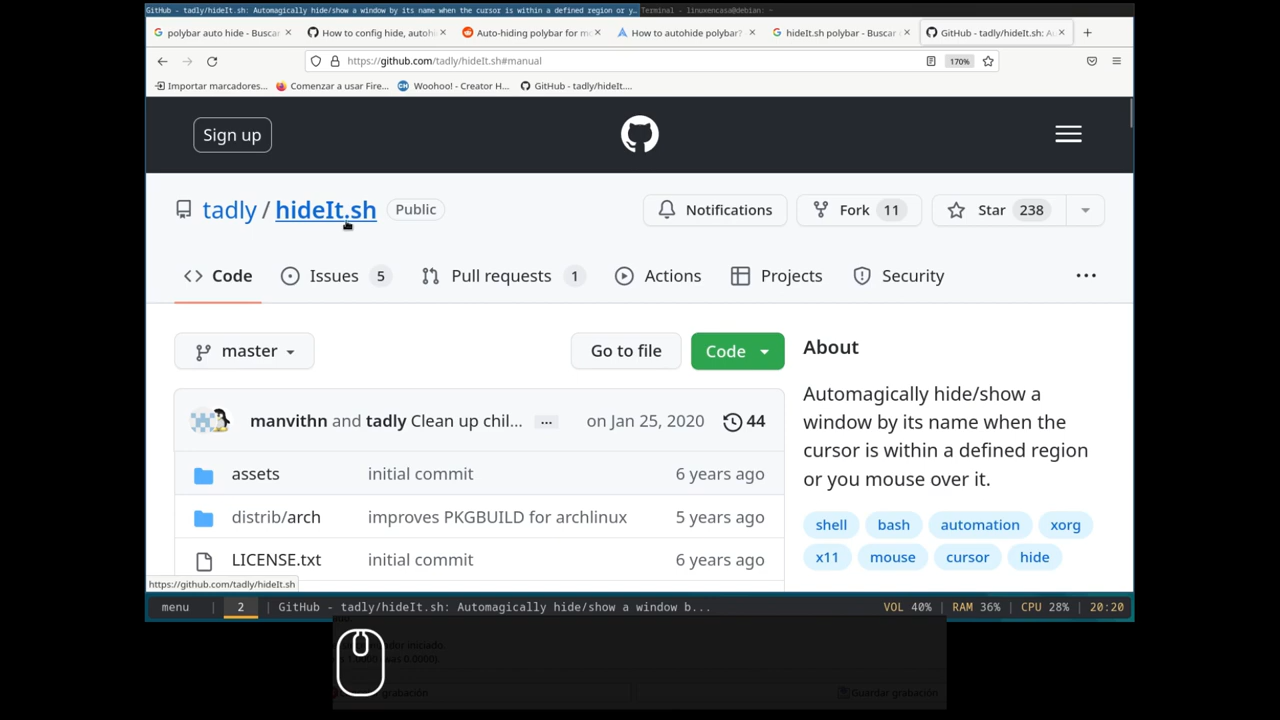 GitHub - tadly/hideIt.sh: Automagically hide/show a window by its name when the cursor is within a defined region or y… Terminal - linuxencasa@debian: ~
polybar auto hide - Buscar How to config hide, autohi Auto-hiding polybar for mo How to autohide polybar? hideIt.sh polybar - Buscar GitHub - tadly/hideIt.sh: A
https://github.com/tadly/hideIt.sh#manual 170%
Importar marcadores... Comenzar a usar Fire... CH Woohoo! - Creator H... GitHub - tadly/hideIt....
Sign up
tadly / hideIt.sh Public Notifications Fork 11 Star 238
Code Issues 5 Pull requests 1 Actions Projects Security ...
master Go to file Code About
Automagically hide/show a
window by its name when the
cursor is within a defined region
or you mouse over it.
manvithn and tadly Clean up chil... ... on Jan 25, 2020 44
assets initial commit 6 years ago
distrib/arch improves PKGBUILD for archlinux 5 years ago
LICENSE.txt initial commit 6 years ago
shell bash automation xorg
x11 mouse cursor hide
https://github.com/tadly/hideIt.sh
menu | 2 | GitHub - tadly/hideIt.sh: Automagically hide/show a window b... VOL 40% | RAM 36% | CPU 28% | 20:20
iniciado.
0.0000).
Guardar grabación